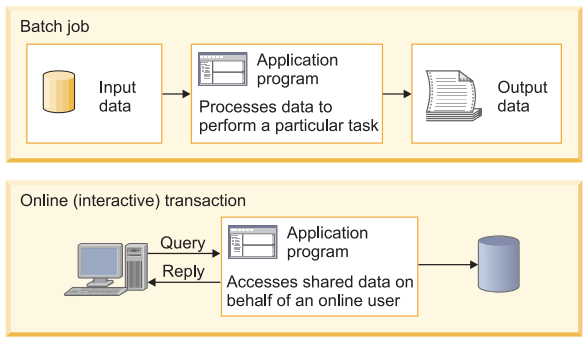 Batch job
Input
data
Application
program
Processes data to
perform a particular task
Output
data
Online (interactive) transaction
Query
Reply
Application
program
Accesses shared data on
behalf of an online user